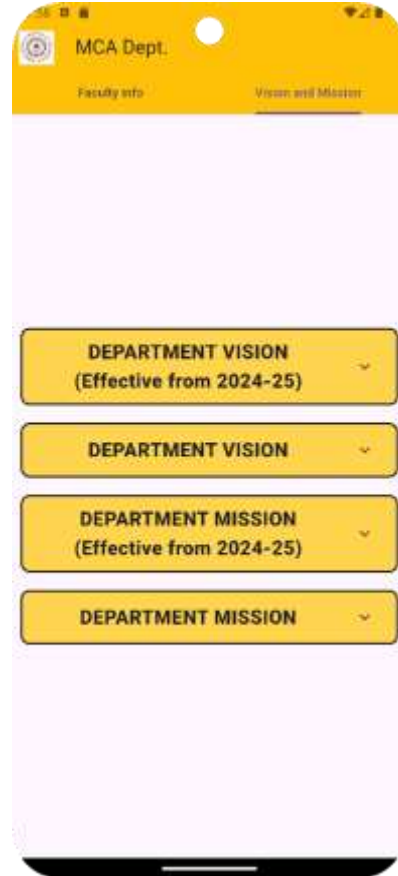 MCA Dept.
Faculty Info
Vision and Mission
DEPARTMENT VISION
(Effective from 2024-25)
DEPARTMENT VISION
DEPARTMENT MISSION
(Effective from 2024-25)
DEPARTMENT MISSION